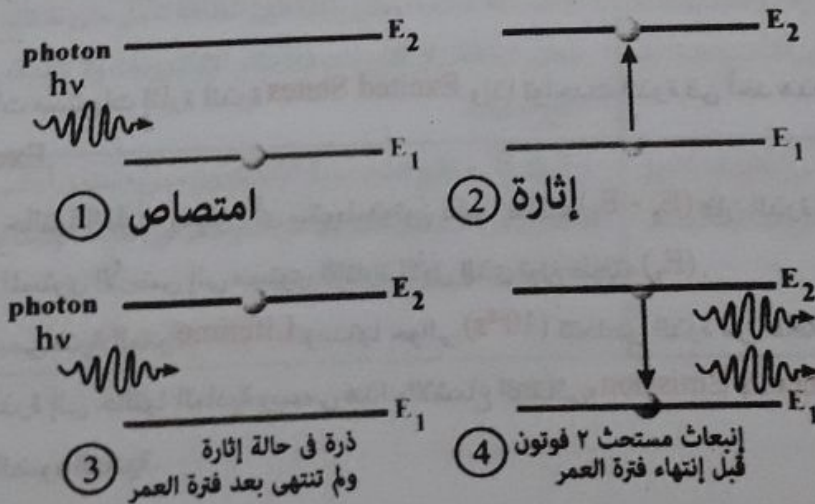 photon
hν
E₂
E₁
① امتصاص
E₂
E₁
② إثارة
photon
hν
E₂
E₁
③ ذرة فى حالة إثارة
ولم تنتهى بعد فترة العمر
E₂
E₁
④ إنبعاث مستحث ٢ فوتون
قبل إنتهاء فترة العمر